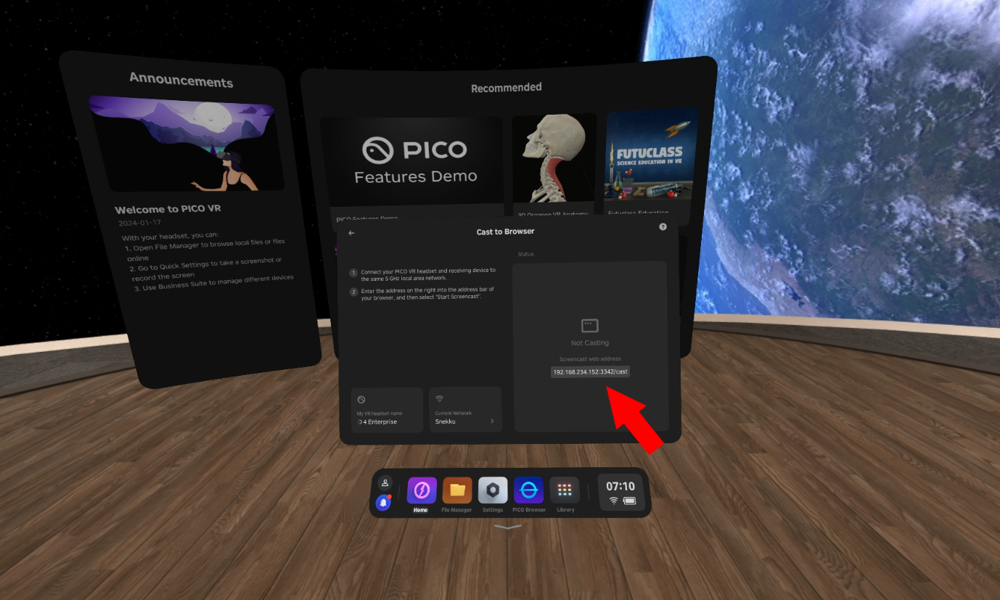 Announcements
Welcome to PICO VR
2024-01-17
With your headset, you can:
1. Open File Manager to browse local files or files
online
2. Go to Quick Settings to take a screenshot or
record the screen
3. Use Business Suite to manage different devices
Recommended
PICO
Features Demo
FUTUCLASS
SCIENCE EDUCATION IN VR
PICO Features Demo
3D Organon VR Anatomy
Futuclass Education
Cast to Browser
?
1 Connect your PICO VR headset and receiving device to
the same 5 GHz local area network.
2 Enter the address on the right into the address bar of
your browser, and then select "Start Screencast".
My VR headset name
O 4 Enterprise
Current Network
Snekku
Status
Not Casting
Screencast web address
192.168.234.152:3342/cast
Home
File Manager
Settings
PICO Browser
Library
07:10